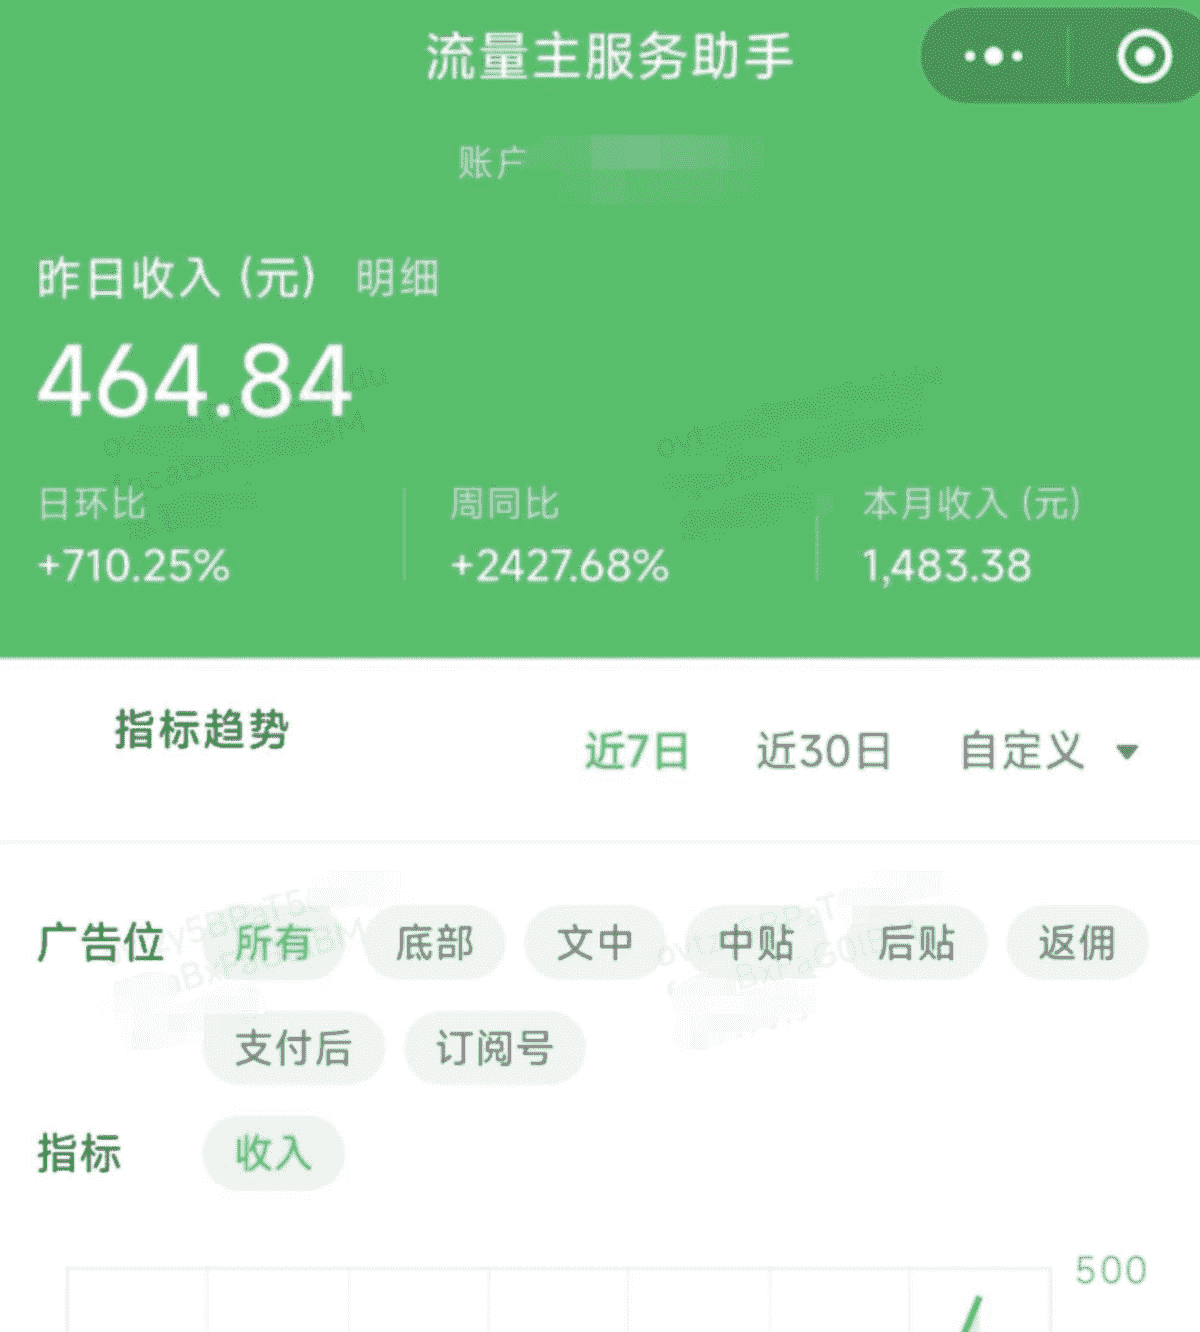 流量主服务助手
账户
昨日收入 (元) 明细
464.84
日环比 周同比 本月收入 (元)
+710.25% +2427.68% 1,483.38
指标趋势 近7日 近30日 自定义
广告位 所有 底部 文中 中贴 后贴 返佣
支付后 订阅号
指标 收入
500